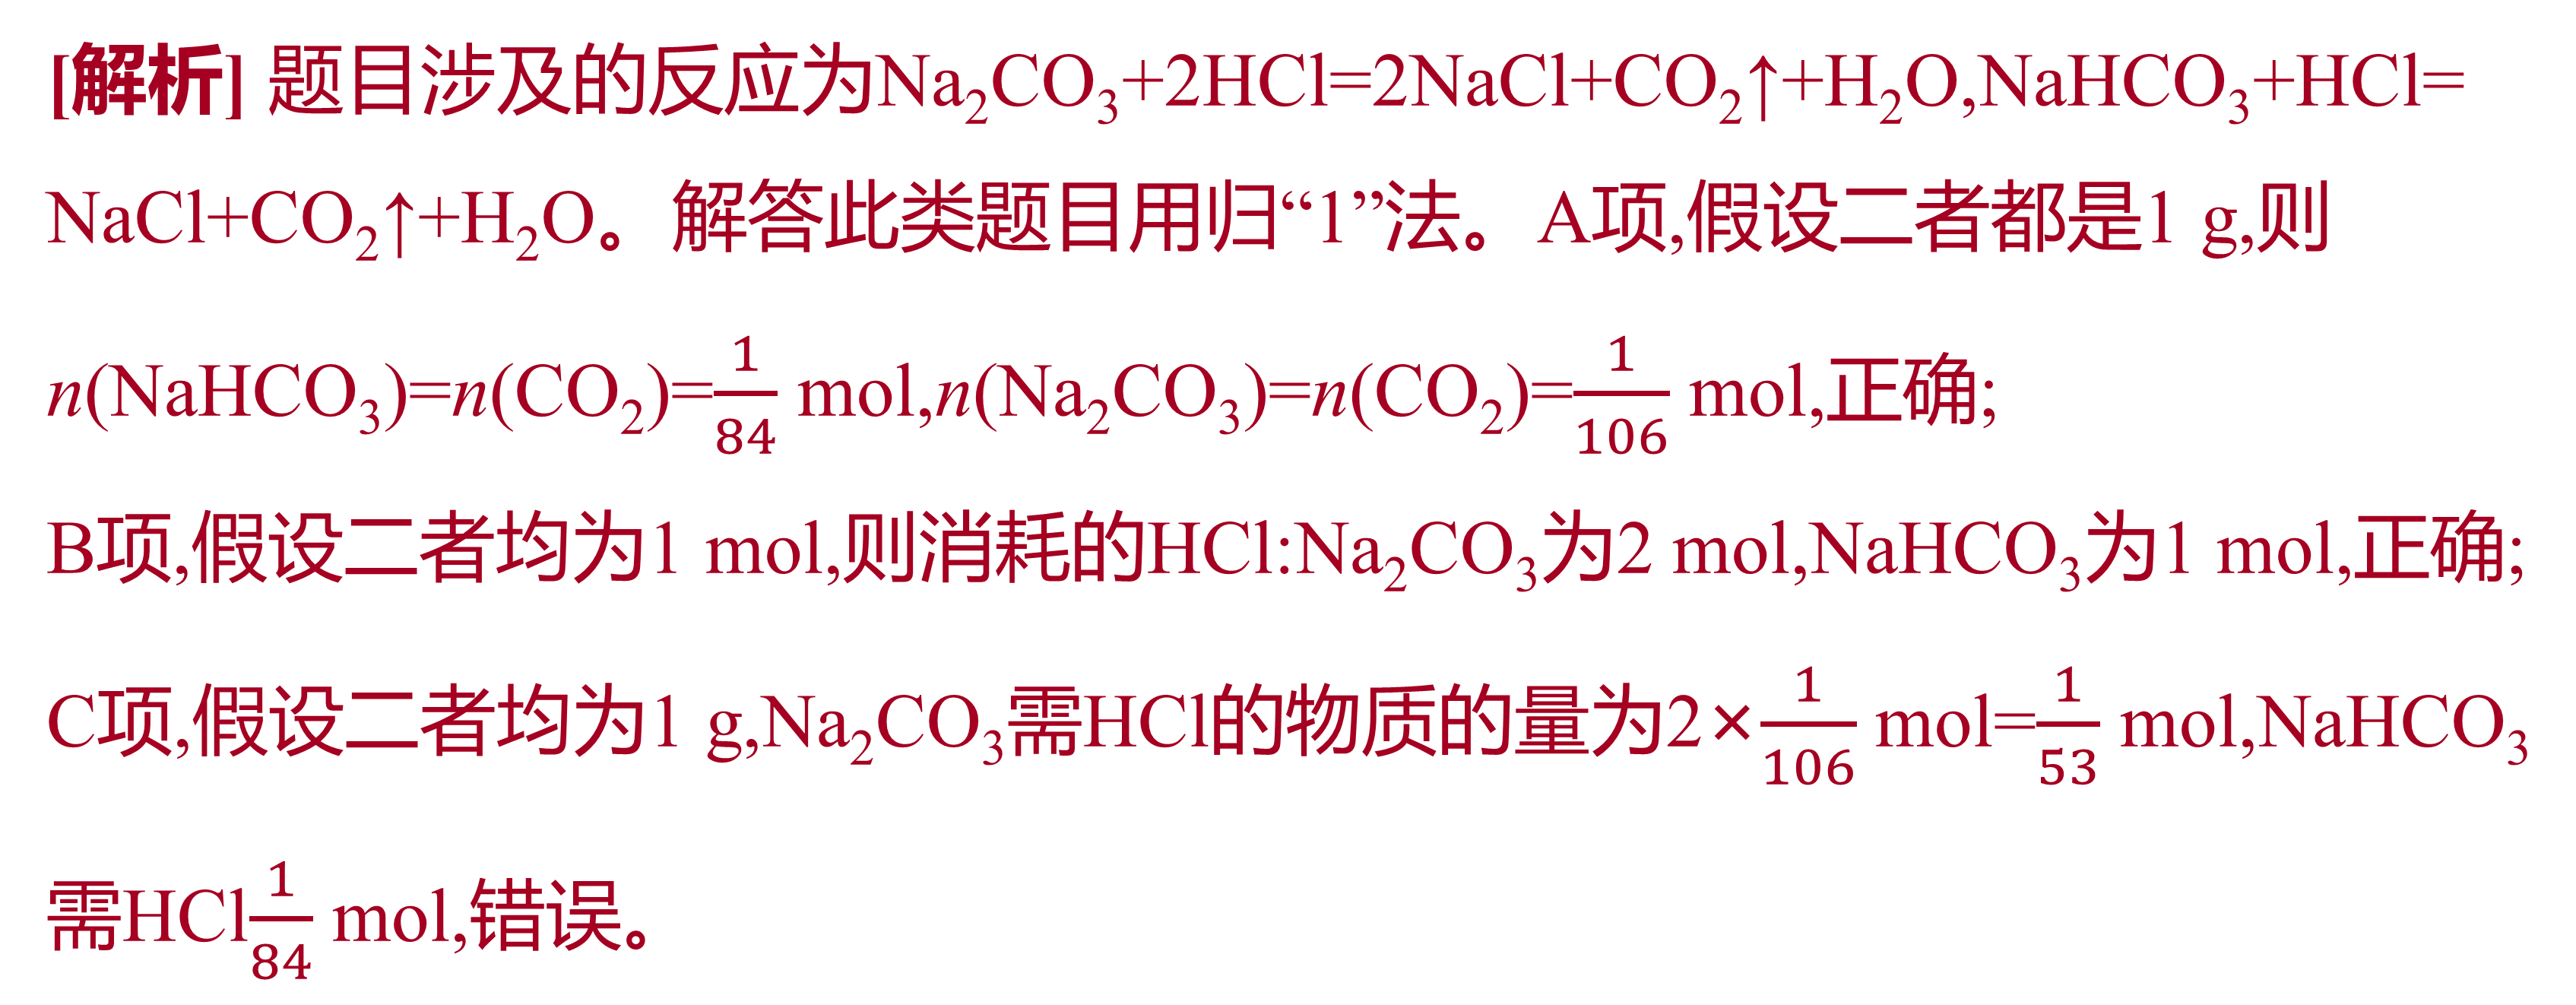 [解析] 题目涉及的反应为Na₂CO₃+2HCl=2NaCl+CO₂↑+H₂O,NaHCO₃+HCl=
NaCl+CO₂↑+H₂O。解答此类题目用归“1”法。A项,假设二者都是1 g,则
n(NaHCO₃)=n(CO₂)=1/84 mol,n(Na₂CO₃)=n(CO₂)=1/106 mol,正确;
B项,假设二者均为1 mol,则消耗的HCl:Na₂CO₃为2 mol,NaHCO₃为1 mol,正确;
C项,假设二者均为1 g,Na₂CO₃需HCl的物质的量为2×1/106 mol=1/53 mol,NaHCO₃
需HCl1/84 mol,错误。